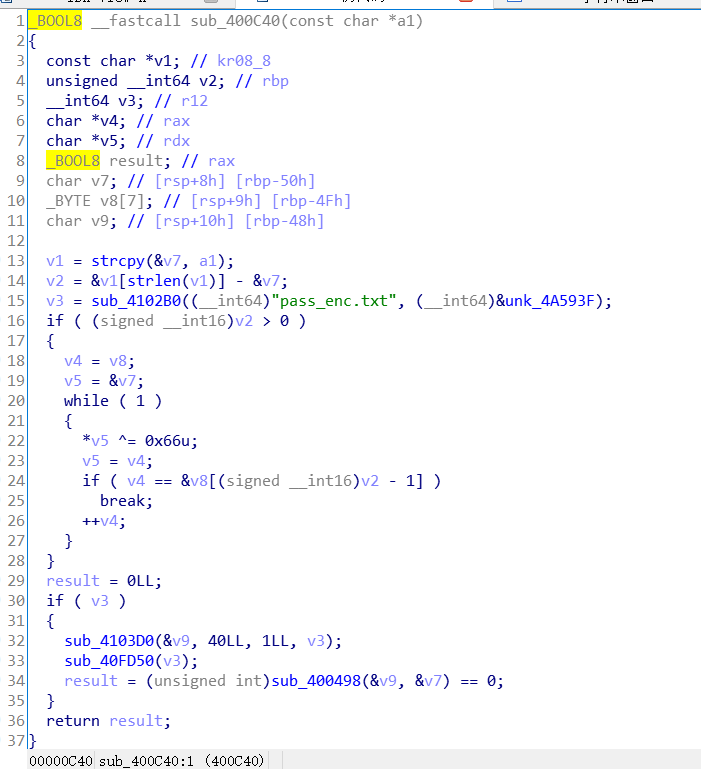 1 _BOOL8 __fastcall sub_400C40(const char *a1)
2 {
3   const char *v1; // kr08_8
4   unsigned __int64 v2; // rbp
5   __int64 v3; // r12
6   char *v4; // rax
7   char *v5; // rdx
8   _BOOL8 result; // rax
9   char v7; // [rsp+8h] [rbp-50h]
10   _BYTE v8[7]; // [rsp+9h] [rbp-4Fh]
11   char v9; // [rsp+10h] [rbp-48h]
12
13   v1 = strcpy(&v7, a1);
14   v2 = &v1[strlen(v1)] - &v7;
15   v3 = sub_4102B0((__int64)"pass_enc.txt", (__int64)&unk_4A593F);
16   if ( (signed __int16)v2 > 0 )
17   {
18     v4 = v8;
19     v5 = &v7;
20     while ( 1 )
21     {
22       *v5 ^= 0x66u;
23       v5 = v4;
24       if ( v4 == &v8[(signed __int16)v2 - 1] )
25         break;
26       ++v4;
27     }
28   }
29   result = 0LL;
30   if ( v3 )
31   {
32     sub_4103D0(&v9, 40LL, 1LL, v3);
33     sub_40FD50(v3);
34     result = (unsigned int)sub_400498(&v9, &v7) == 0;
35   }
36   return result;
37 }
00000C40 sub_400C40:1 (400C40)